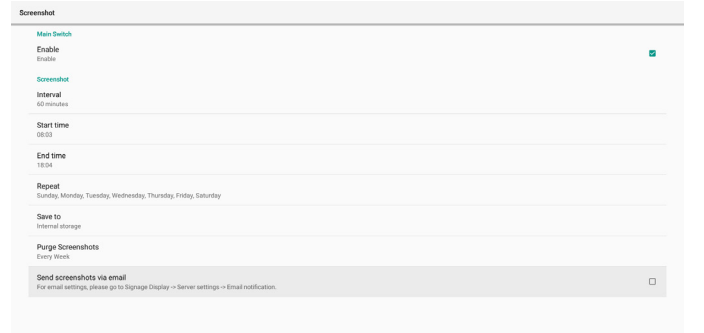 Screenshot
Main Switch
Enable
Enable
Screenshot
Interval
60 minutes
Start time
08:03
End time
18:04
Repeat
Sunday, Monday, Tuesday, Wednesday, Thursday, Friday, Saturday
Save to
Internal storage
Purge Screenshots
Every Week
Send screenshots via email
For email settings, please go to Signage Display -> Server settings -> Email notification.